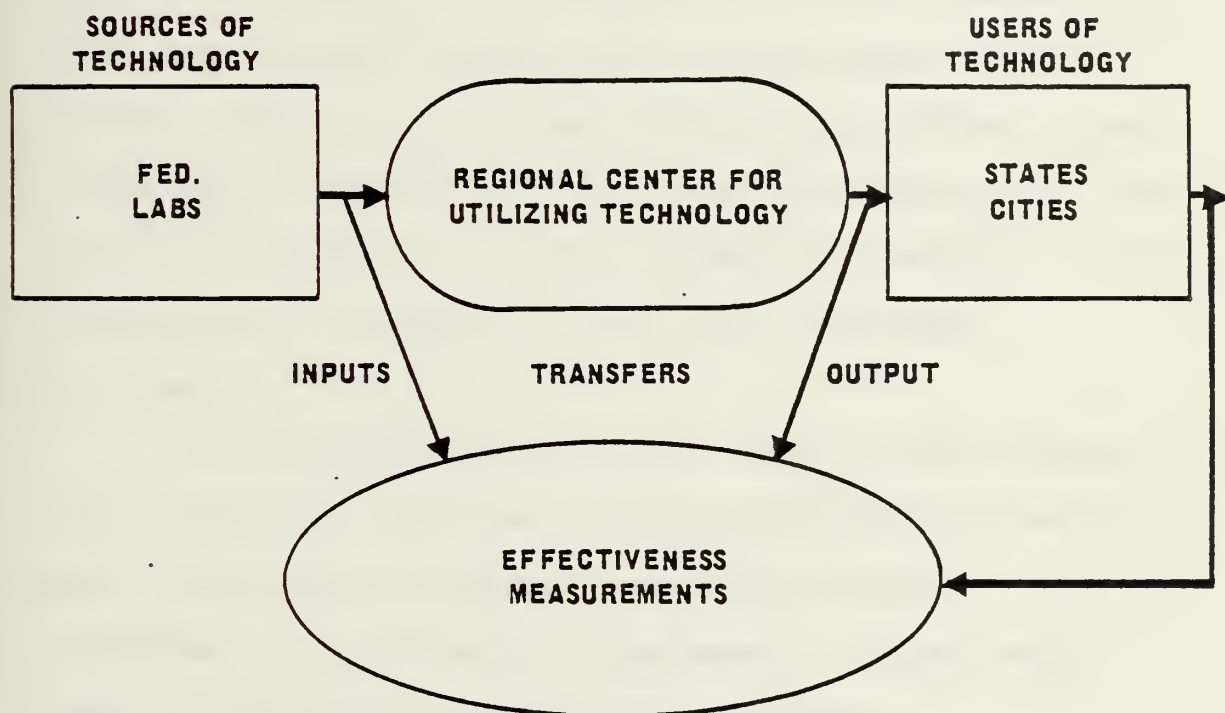 SOURCES OF
TECHNOLOGY
USERS OF
TECHNOLOGY
FED.
LABS
REGIONAL CENTER FOR
UTILIZING TECHNOLOGY
STATES
CITIES
INPUTS
TRANSFERS
OUTPUT
EFFECTIVENESS
MEASUREMENTS